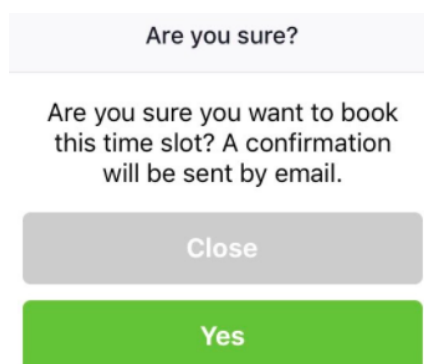 Are you sure?
Are you sure you want to book
this time slot? A confirmation
will be sent by email.
Close
Yes